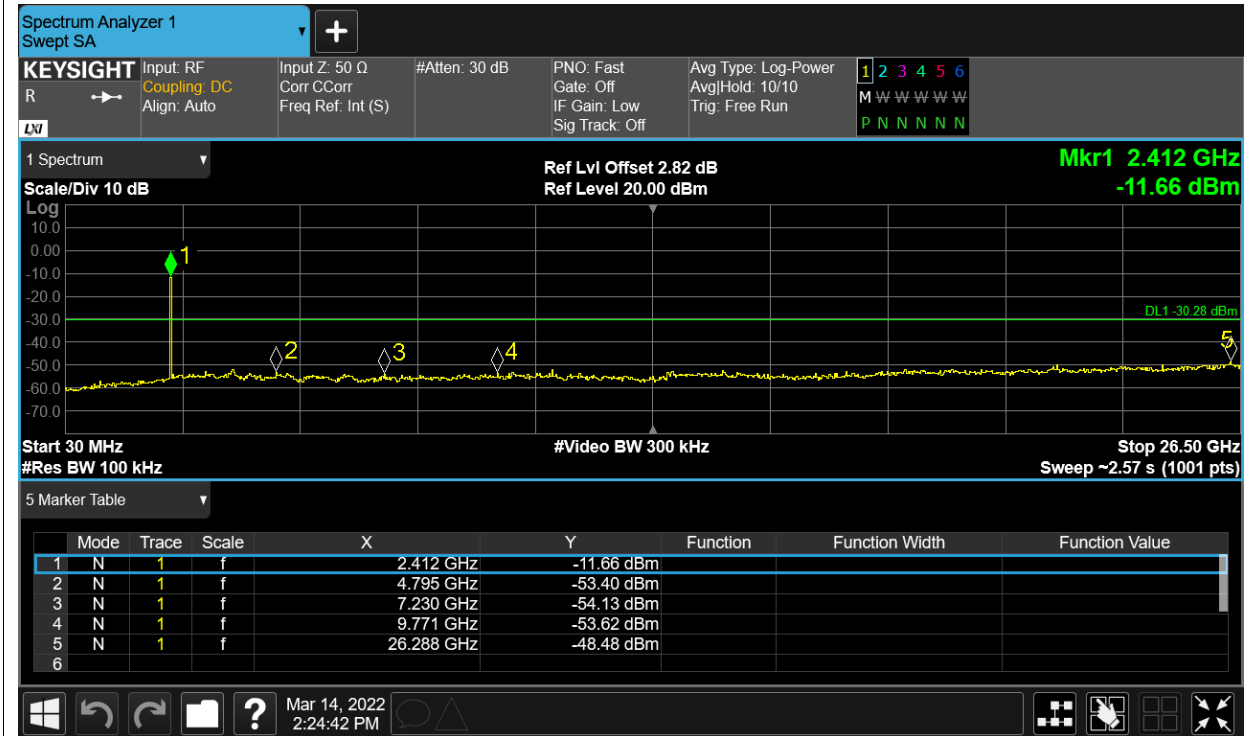 Spectrum Analyzer 1
Swept SA
+
KEYSIGHT
R
LXI
Input: RF
Coupling: DC
Align: Auto
Input Z: 50 Ω
Corr CCorr
Freq Ref: Int (S)
#Atten: 30 dB
PNO: Fast
Gate: Off
IF Gain: Low
Sig Track: Off
Avg Type: Log-Power
Avg|Hold: 10/10
Trig: Free Run
1 2 3 4 5 6
M W W W W W
P N N N N N
1 Spectrum
Scale/Div 10 dB
Ref Lvl Offset 2.82 dB
Ref Level 20.00 dBm
Mkr1 2.412 GHz
-11.66 dBm
Log
10.0
0.00
-10.0
-20.0
-30.0
-40.0
-50.0
-60.0
-70.0
1
DL1 -30.28 dBm
2
3
4
5
Start 30 MHz
#Res BW 100 kHz
#Video BW 300 kHz
Stop 26.50 GHz
Sweep ~2.57 s (1001 pts)
5 Marker Table
Mode Trace Scale X Y Function Function Width Function Value
1 N 1 f 2.412 GHz -11.66 dBm
2 N 1 f 4.795 GHz -53.40 dBm
3 N 1 f 7.230 GHz -54.13 dBm
4 N 1 f 9.771 GHz -53.62 dBm
5 N 1 f 26.288 GHz -48.48 dBm
6
?
Mar 14, 2022
2:24:42 PM